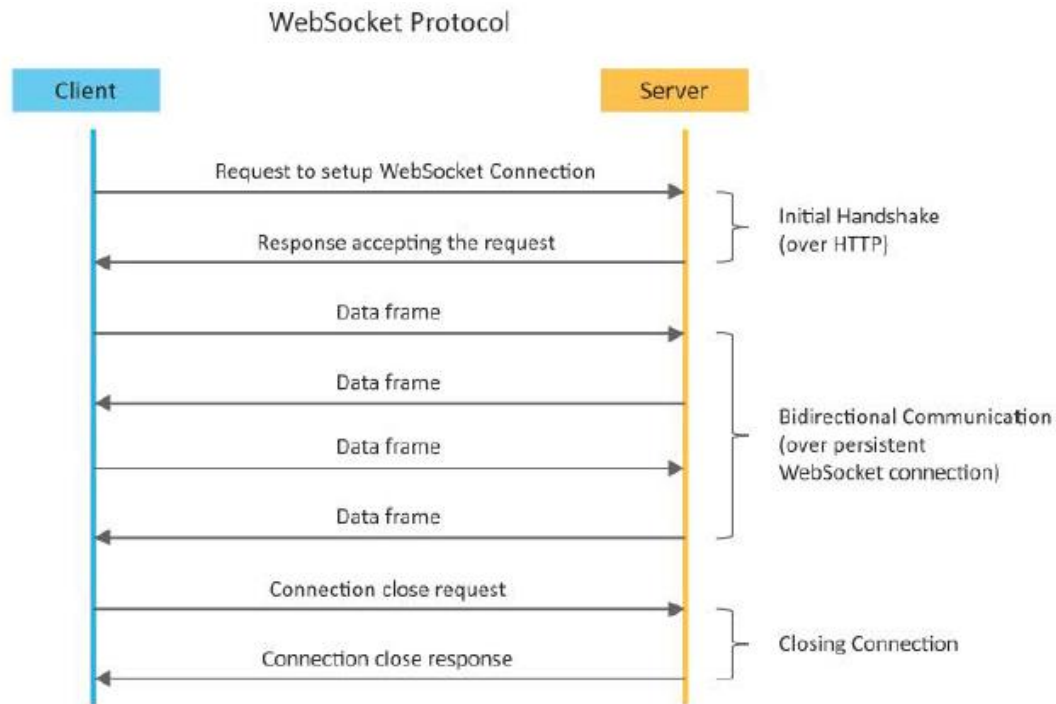 WebSocket Protocol
Client
Server
Request to setup WebSocket Connection
Initial Handshake
(over HTTP)
Response accepting the request
Data frame
Data frame
Bidirectional Communication
(over persistent
WebSocket connection)
Data frame
Data frame
Connection close request
Closing Connection
Connection close response